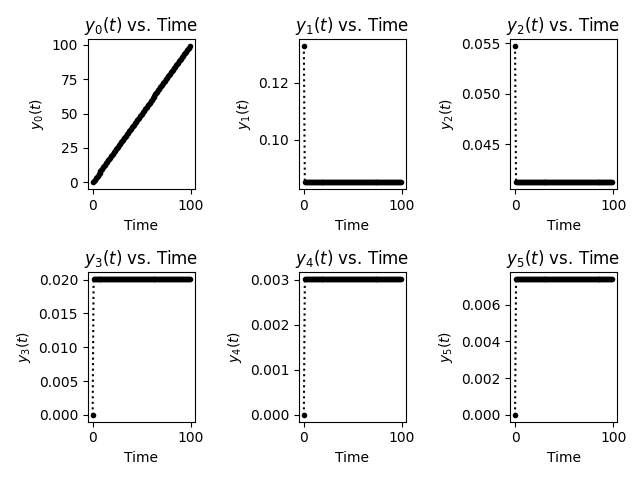 y₀(t) vs. Time
y₁(t) vs. Time
y₂(t) vs. Time
100
75
50
25
0
y₀(t)
0 100
Time
0.12
0.10
y₁(t)
0 100
Time
0.055
0.050
0.045
y₂(t)
0 100
Time
y₃(t) vs. Time
y₄(t) vs. Time
y₅(t) vs. Time
0.020
0.015
0.010
0.005
0.000
y₃(t)
0 100
Time
0.003
0.002
0.001
0.000
y₄(t)
0 100
Time
0.006
0.004
0.002
0.000
y₅(t)
0 100
Time